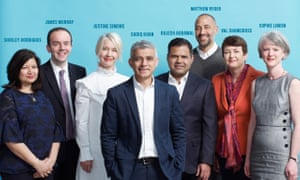 MATTHEW RYDER
JAMES MURRAY
JUSTINE SIMONS
SOPHIE LINDEN
SHIRLEY RODRIGUES
SADIQ KHAN
RAJESH AGRAWAL
VAL SHAWCROSS